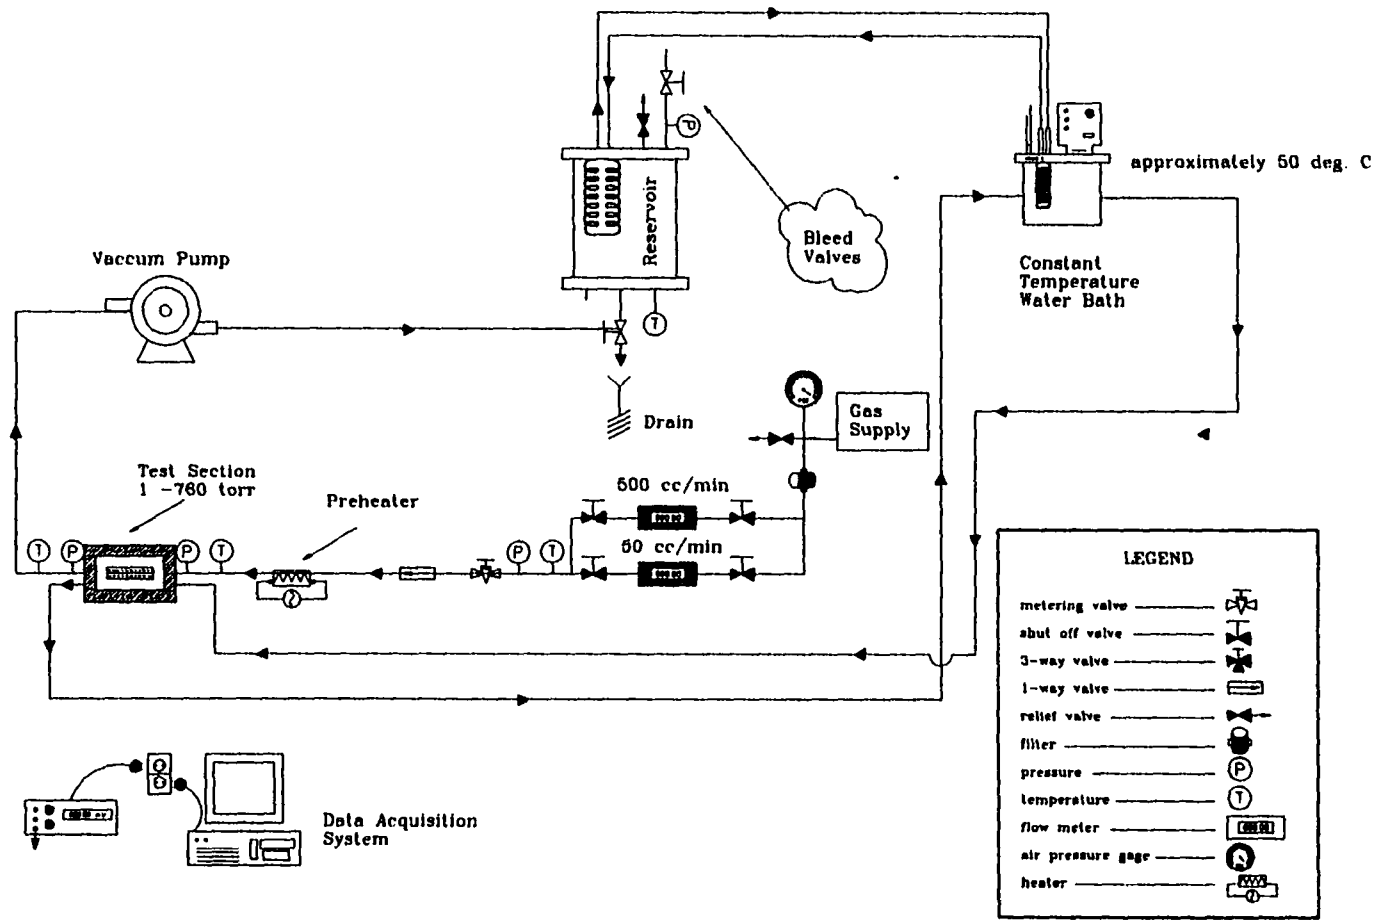 approximately 50 deg. C
P
Reservoir
Bleed
Valves
Constant
Temperature
Water Bath
Vaccum Pump
T
Drain
Gas
Supply
Test Section
1 -760 torr
Preheater
500 cc/min
50 cc/min
T
P
P
T
P
T
LEGEND
metering valve
shut off valve
3-way valve
1-way valve
relief valve
filter
pressure
P
temperature
T
flow meter
air pressure gage
heater
Data Acquisition
System